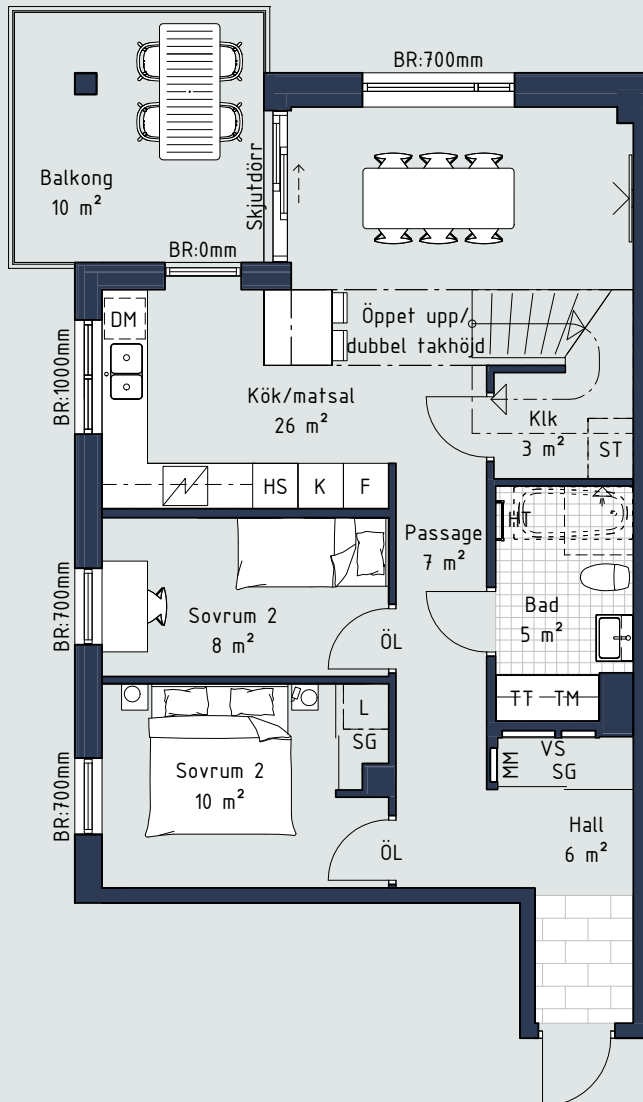 BR:700mm
Balkong
10 m²
Skjutdörr
BR:0mm
DM
Öppet upp/
dubbel takhöjd
BR:1000mm
Kök/matsal
26 m²
Klk
3 m²
ST
HS
K
F
HT
Passage
7 m²
BR:700mm
Sovrum 2
8 m²
ÖL
Bad
5 m²
TT
TM
L
SG
Sovrum 2
10 m²
BR:700mm
MM
VS
SG
Hall
6 m²
ÖL